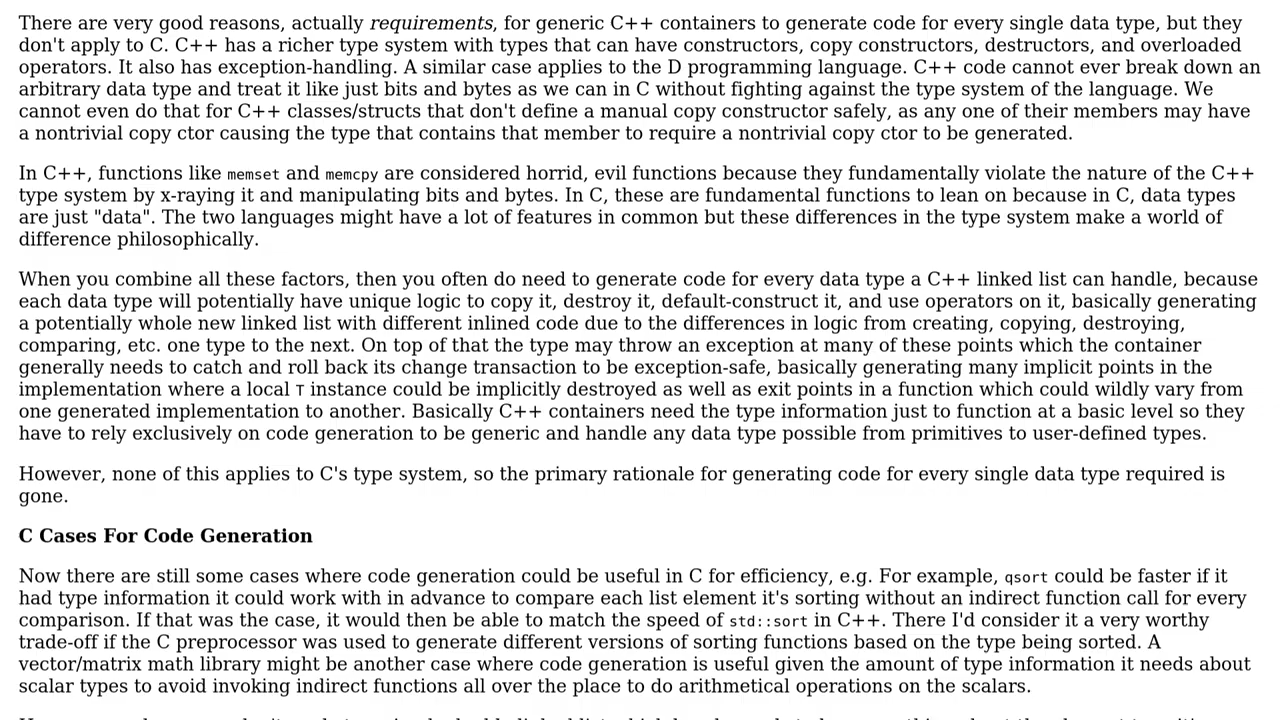 There are very good reasons, actually requirements, for generic C++ containers to generate code for every single data type, but they
don't apply to C. C++ has a richer type system with types that can have constructors, copy constructors, destructors, and overloaded
operators. It also has exception-handling. A similar case applies to the D programming language. C++ code cannot ever break down an
arbitrary data type and treat it like just bits and bytes as we can in C without fighting against the type system of the language. We
cannot even do that for C++ classes/structs that don't define a manual copy constructor safely, as any one of their members may have
a nontrivial copy ctor causing the type that contains that member to require a nontrivial copy ctor to be generated.
In C++, functions like memset and memcpy are considered horrid, evil functions because they fundamentally violate the nature of the C++
type system by x-raying it and manipulating bits and bytes. In C, these are fundamental functions to lean on because in C, data types
are just "data". The two languages might have a lot of features in common but these differences in the type system make a world of
difference philosophically.
When you combine all these factors, then you often do need to generate code for every data type a C++ linked list can handle, because
each data type will potentially have unique logic to copy it, destroy it, default-construct it, and use operators on it, basically generating
a potentially whole new linked list with different inlined code due to the differences in logic from creating, copying, destroying,
comparing, etc. one type to the next. On top of that the type may throw an exception at many of these points which the container
generally needs to catch and roll back its change transaction to be exception-safe, basically generating many implicit points in the
implementation where a local T instance could be implicitly destroyed as well as exit points in a function which could wildly vary from
one generated implementation to another. Basically C++ containers need the type information just to function at a basic level so they
have to rely exclusively on code generation to be generic and handle any data type possible from primitives to user-defined types.
However, none of this applies to C's type system, so the primary rationale for generating code for every single data type required is
gone.
C Cases For Code Generation
Now there are still some cases where code generation could be useful in C for efficiency, e.g. For example, qsort could be faster if it
had type information it could work with in advance to compare each list element it's sorting without an indirect function call for every
comparison. If that was the case, it would then be able to match the speed of std::sort in C++. There I'd consider it a very worthy
trade-off if the C preprocessor was used to generate different versions of sorting functions based on the type being sorted. A
vector/matrix math library might be another case where code generation is useful given the amount of type information it needs about
scalar types to avoid invoking indirect functions all over the place to do arithmetical operations on the scalars.